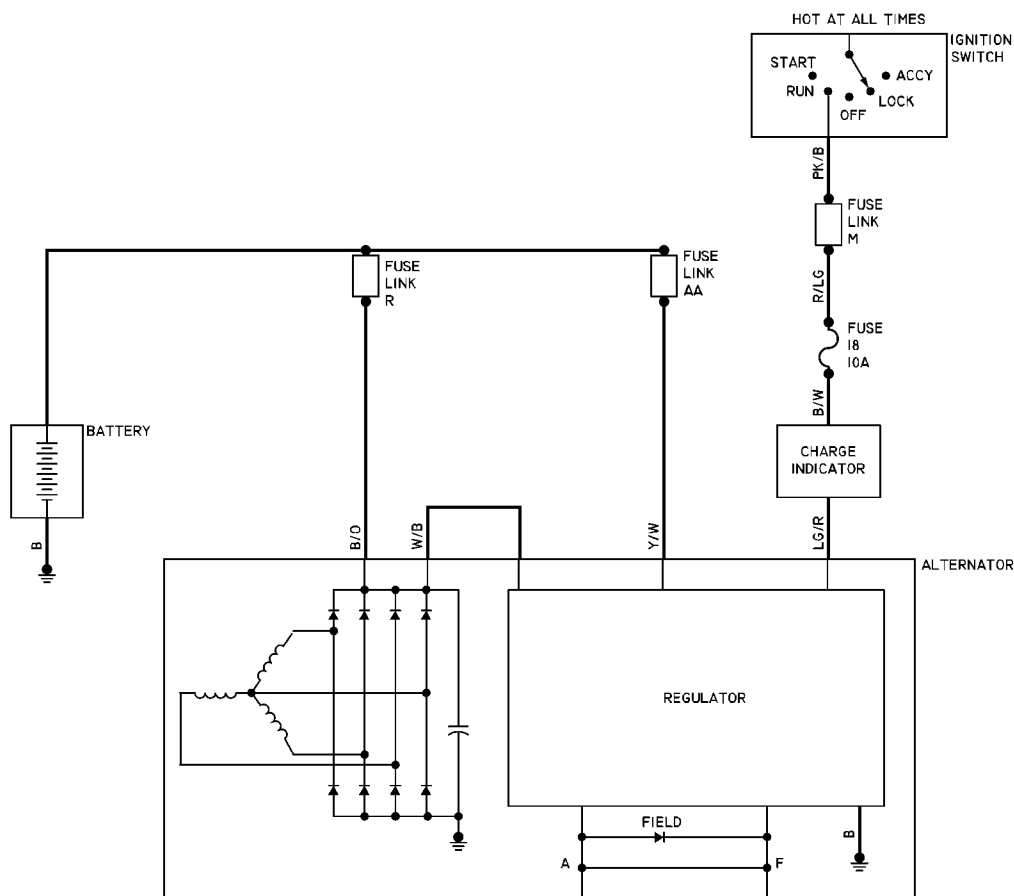 HOT AT ALL TIMES
IGNITION
SWITCH
START
ACCY
RUN
LOCK
OFF
PK/B
FUSE
LINK
M
FUSE
LINK
R
FUSE
LINK
AA
R/LG
FUSE
18
10A
B/W
BATTERY
CHARGE
INDICATOR
B
B/O
W/B
Y/W
LG/R
ALTERNATOR
REGULATOR
FIELD
B
A
F